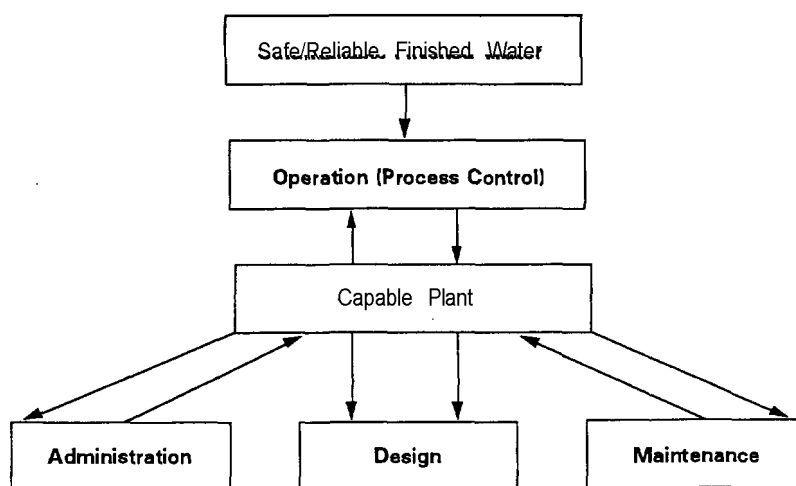 Safe/Reliable Finished Water
Operation (Process Control)
Capable Plant
Administration
Design
Maintenance